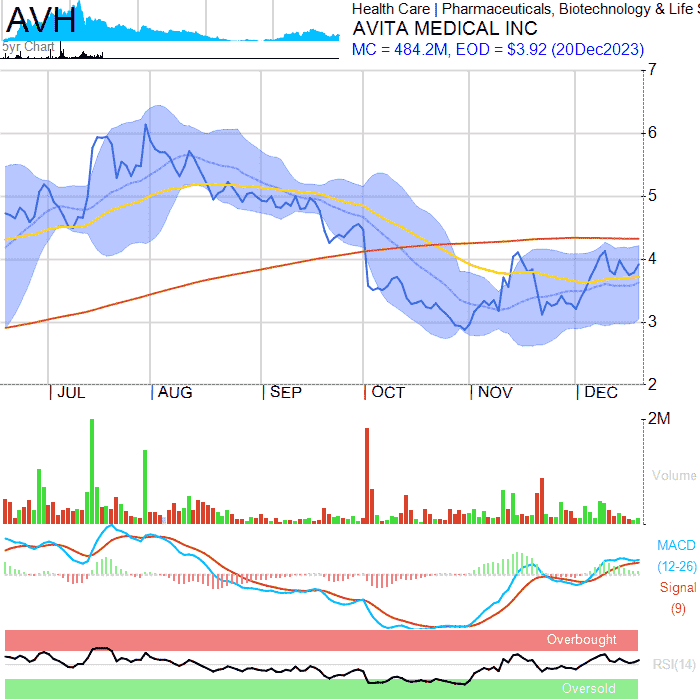 AVH
5yr Chart
Health Care | Pharmaceuticals, Biotechnology & Life S
AVITA MEDICAL INC
MC = 484.2M, EOD = $3.92 (20Dec2023)
7
6
5
4
3
2
JUL
AUG
SEP
OCT
NOV
DEC
2M
Volume
MACD
(12-26)
Signal
(9)
Overbought
RSI(14)
Oversold